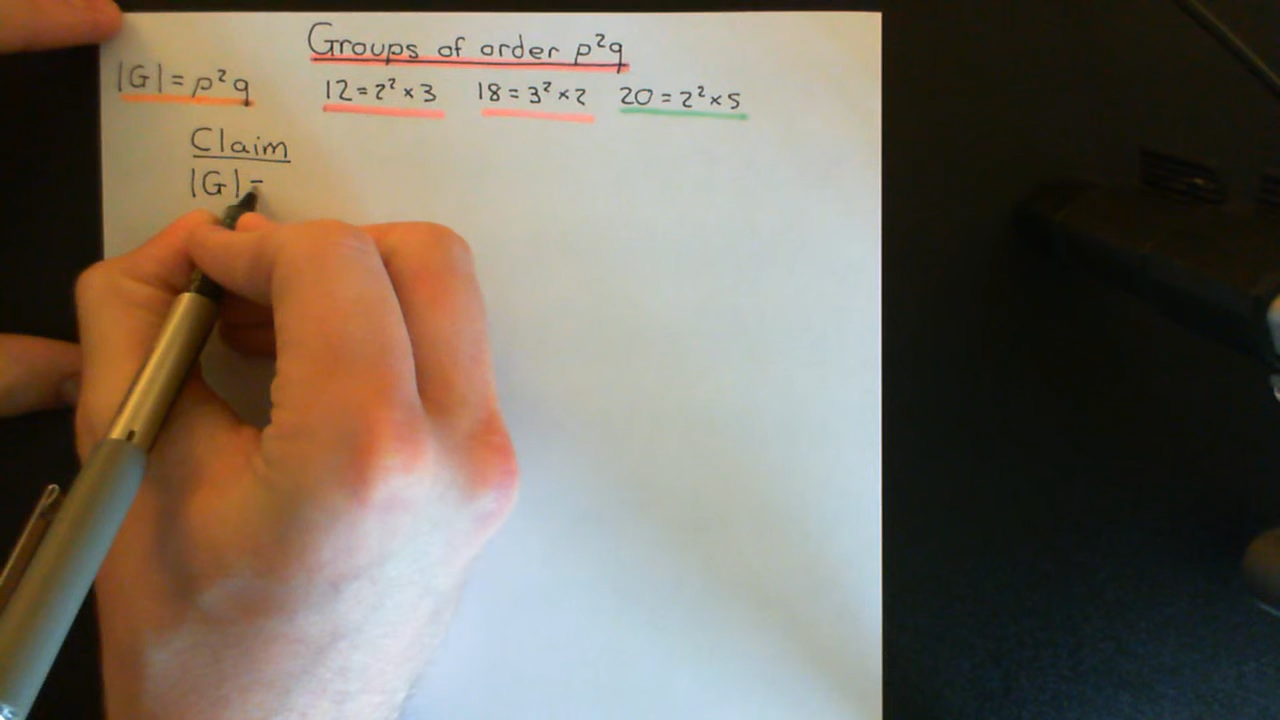 Groups of order p²q
|G| = p²q   12 = 2² × 3   18 = 3² × 2   20 = 2² × 5
Claim
|G| =